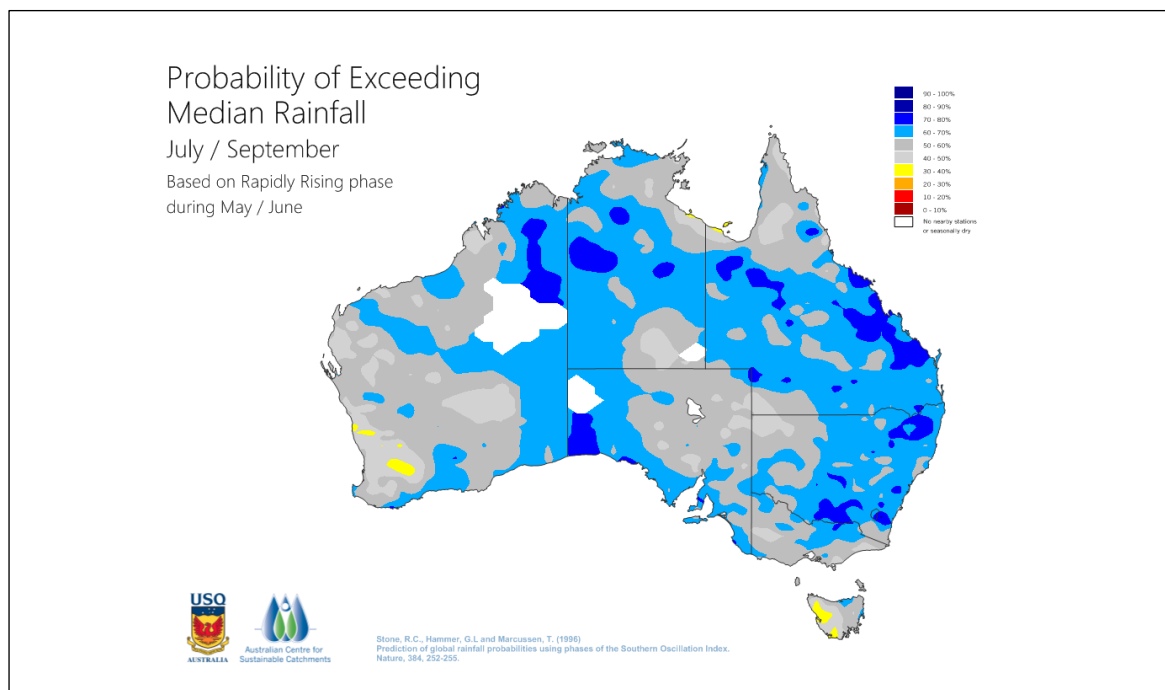 Probability of Exceeding
Median Rainfall
July / September
Based on Rapidly Rising phase
during May / June
90 - 100%
80 - 90%
70 - 80%
60 - 70%
50 - 60%
40 - 50%
30 - 40%
20 - 30%
10 - 20%
0 - 10%
No nearby stations
or seasonally dry
USQ
AUSTRALIA
Australian Centre for
Sustainable Catchments
Stone, R.C., Hammer, G.L and Marcussen, T. (1996)
Prediction of global rainfall probabilities using phases of the Southern Oscillation Index.
Nature, 384, 252-255.